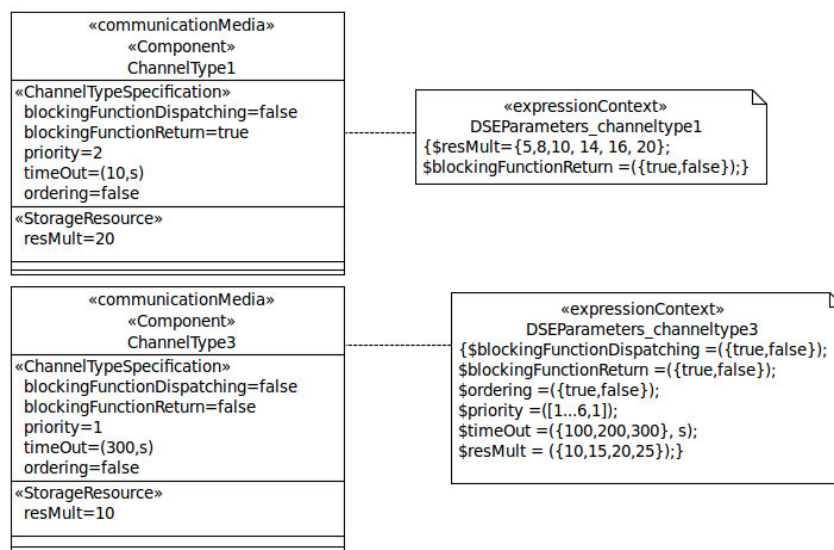 «communicationMedia»
«Component»
ChannelType1
«ChannelTypeSpecification»
blockingFunctionDispatching=false
blockingFunctionReturn=true
priority=2
timeOut=(10,s)
ordering=false
«StorageResource»
resMult=20
«expressionContext»
DSEParameters_channeltype1
{$resMult={5,8,10, 14, 16, 20};
$blockingFunctionReturn =({true,false});}
«communicationMedia»
«Component»
ChannelType3
«ChannelTypeSpecification»
blockingFunctionDispatching=false
blockingFunctionReturn=false
priority=1
timeOut=(300,s)
ordering=false
«StorageResource»
resMult=10
«expressionContext»
DSEParameters_channeltype3
{$blockingFunctionDispatching =({true,false});
$blockingFunctionReturn =({true,false});
$ordering =({true,false});
$priority =([1...6,1]);
$timeOut =({100,200,300}, s);
$resMult = ({10,15,20,25});}